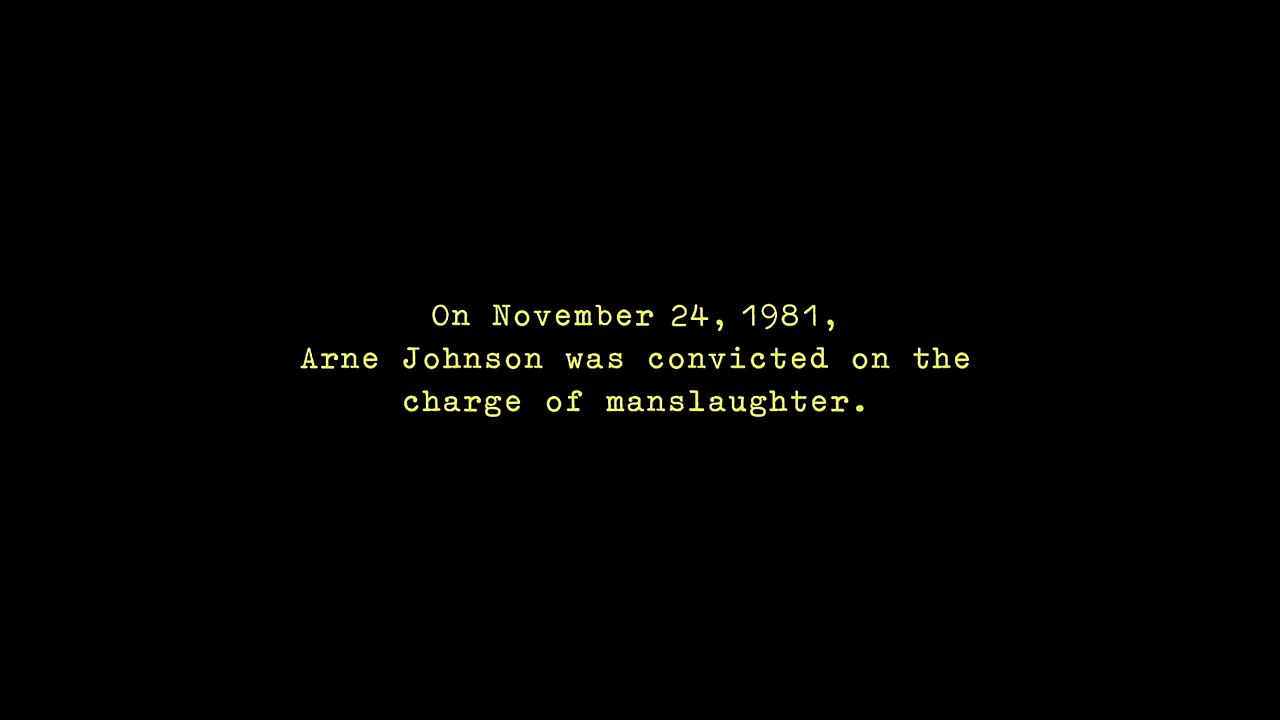 On November 24, 1981,
Arne Johnson was convicted on the
charge of manslaughter.